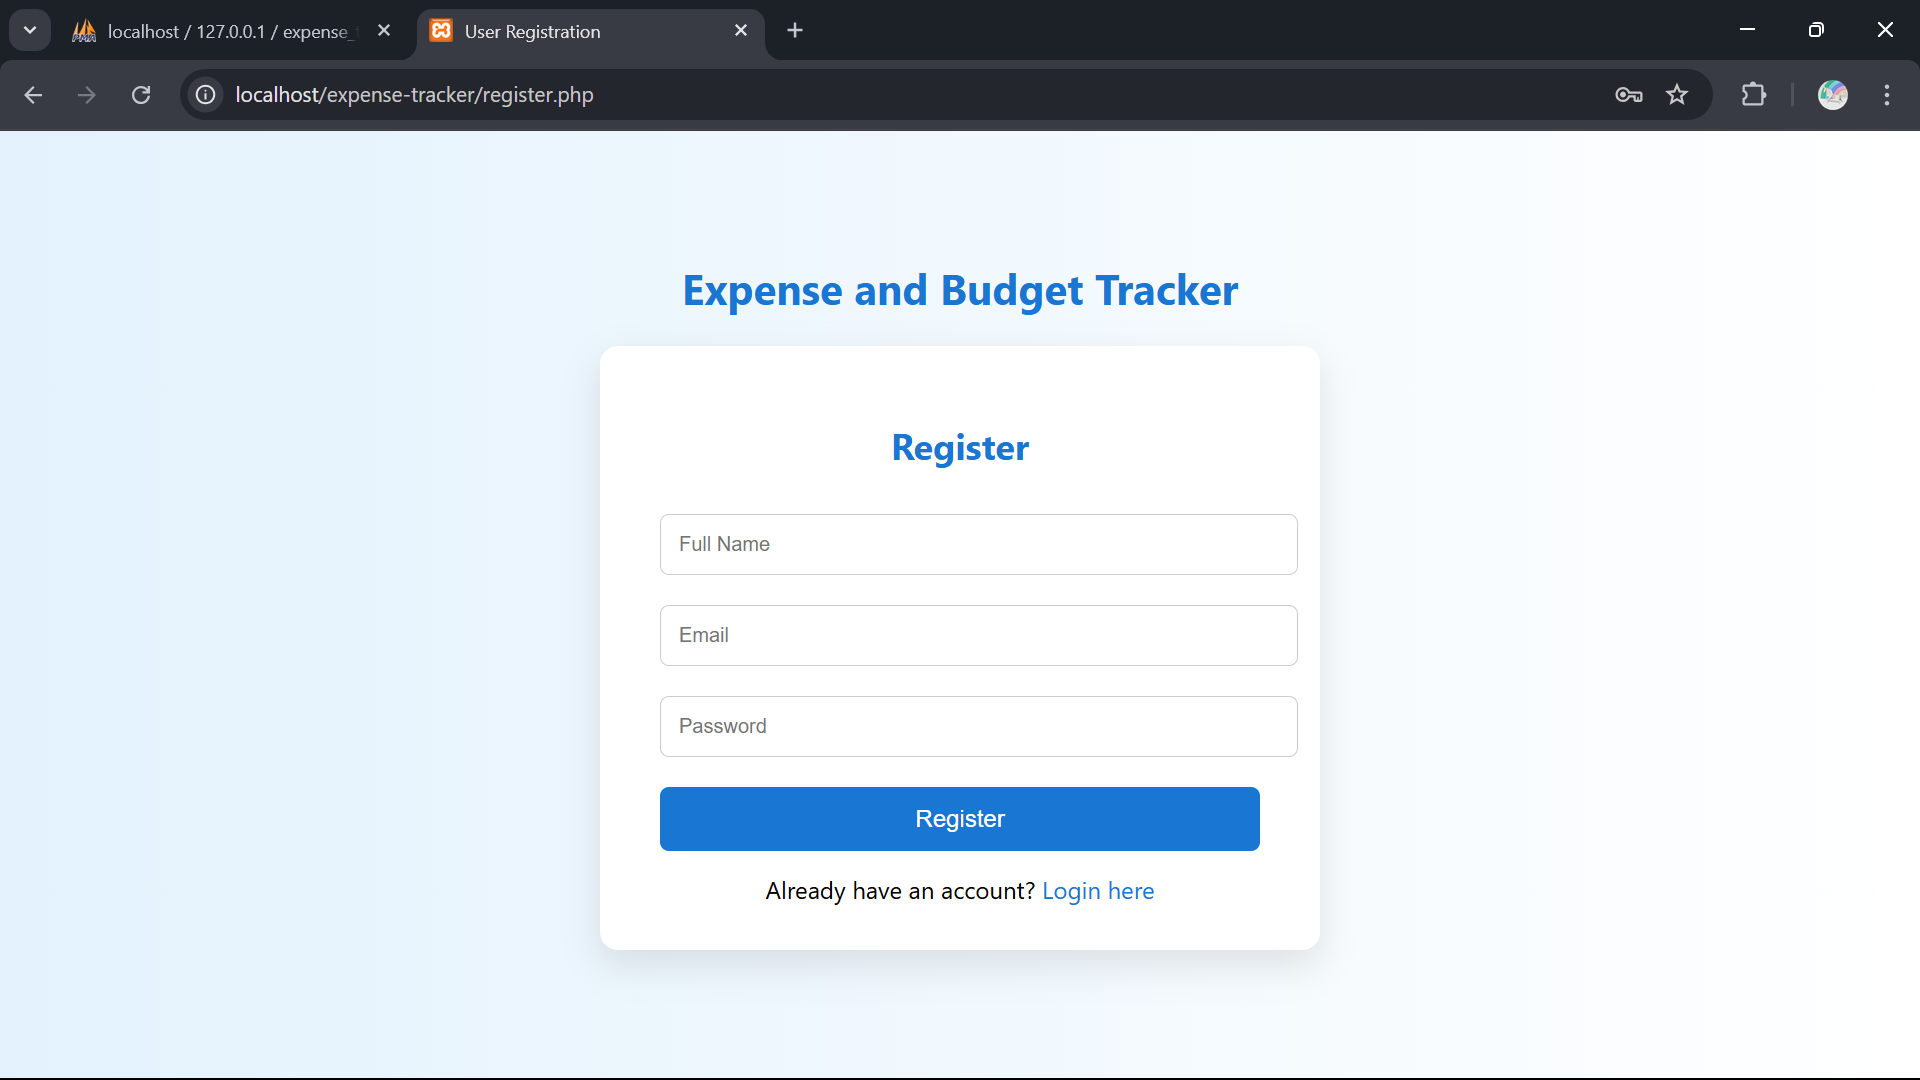 localhost / 127.0.0.1 / expense_
User Registration
localhost/expense-tracker/register.php
Expense and Budget Tracker
Register
Full Name
Email
Password
Register
Already have an account? Login here